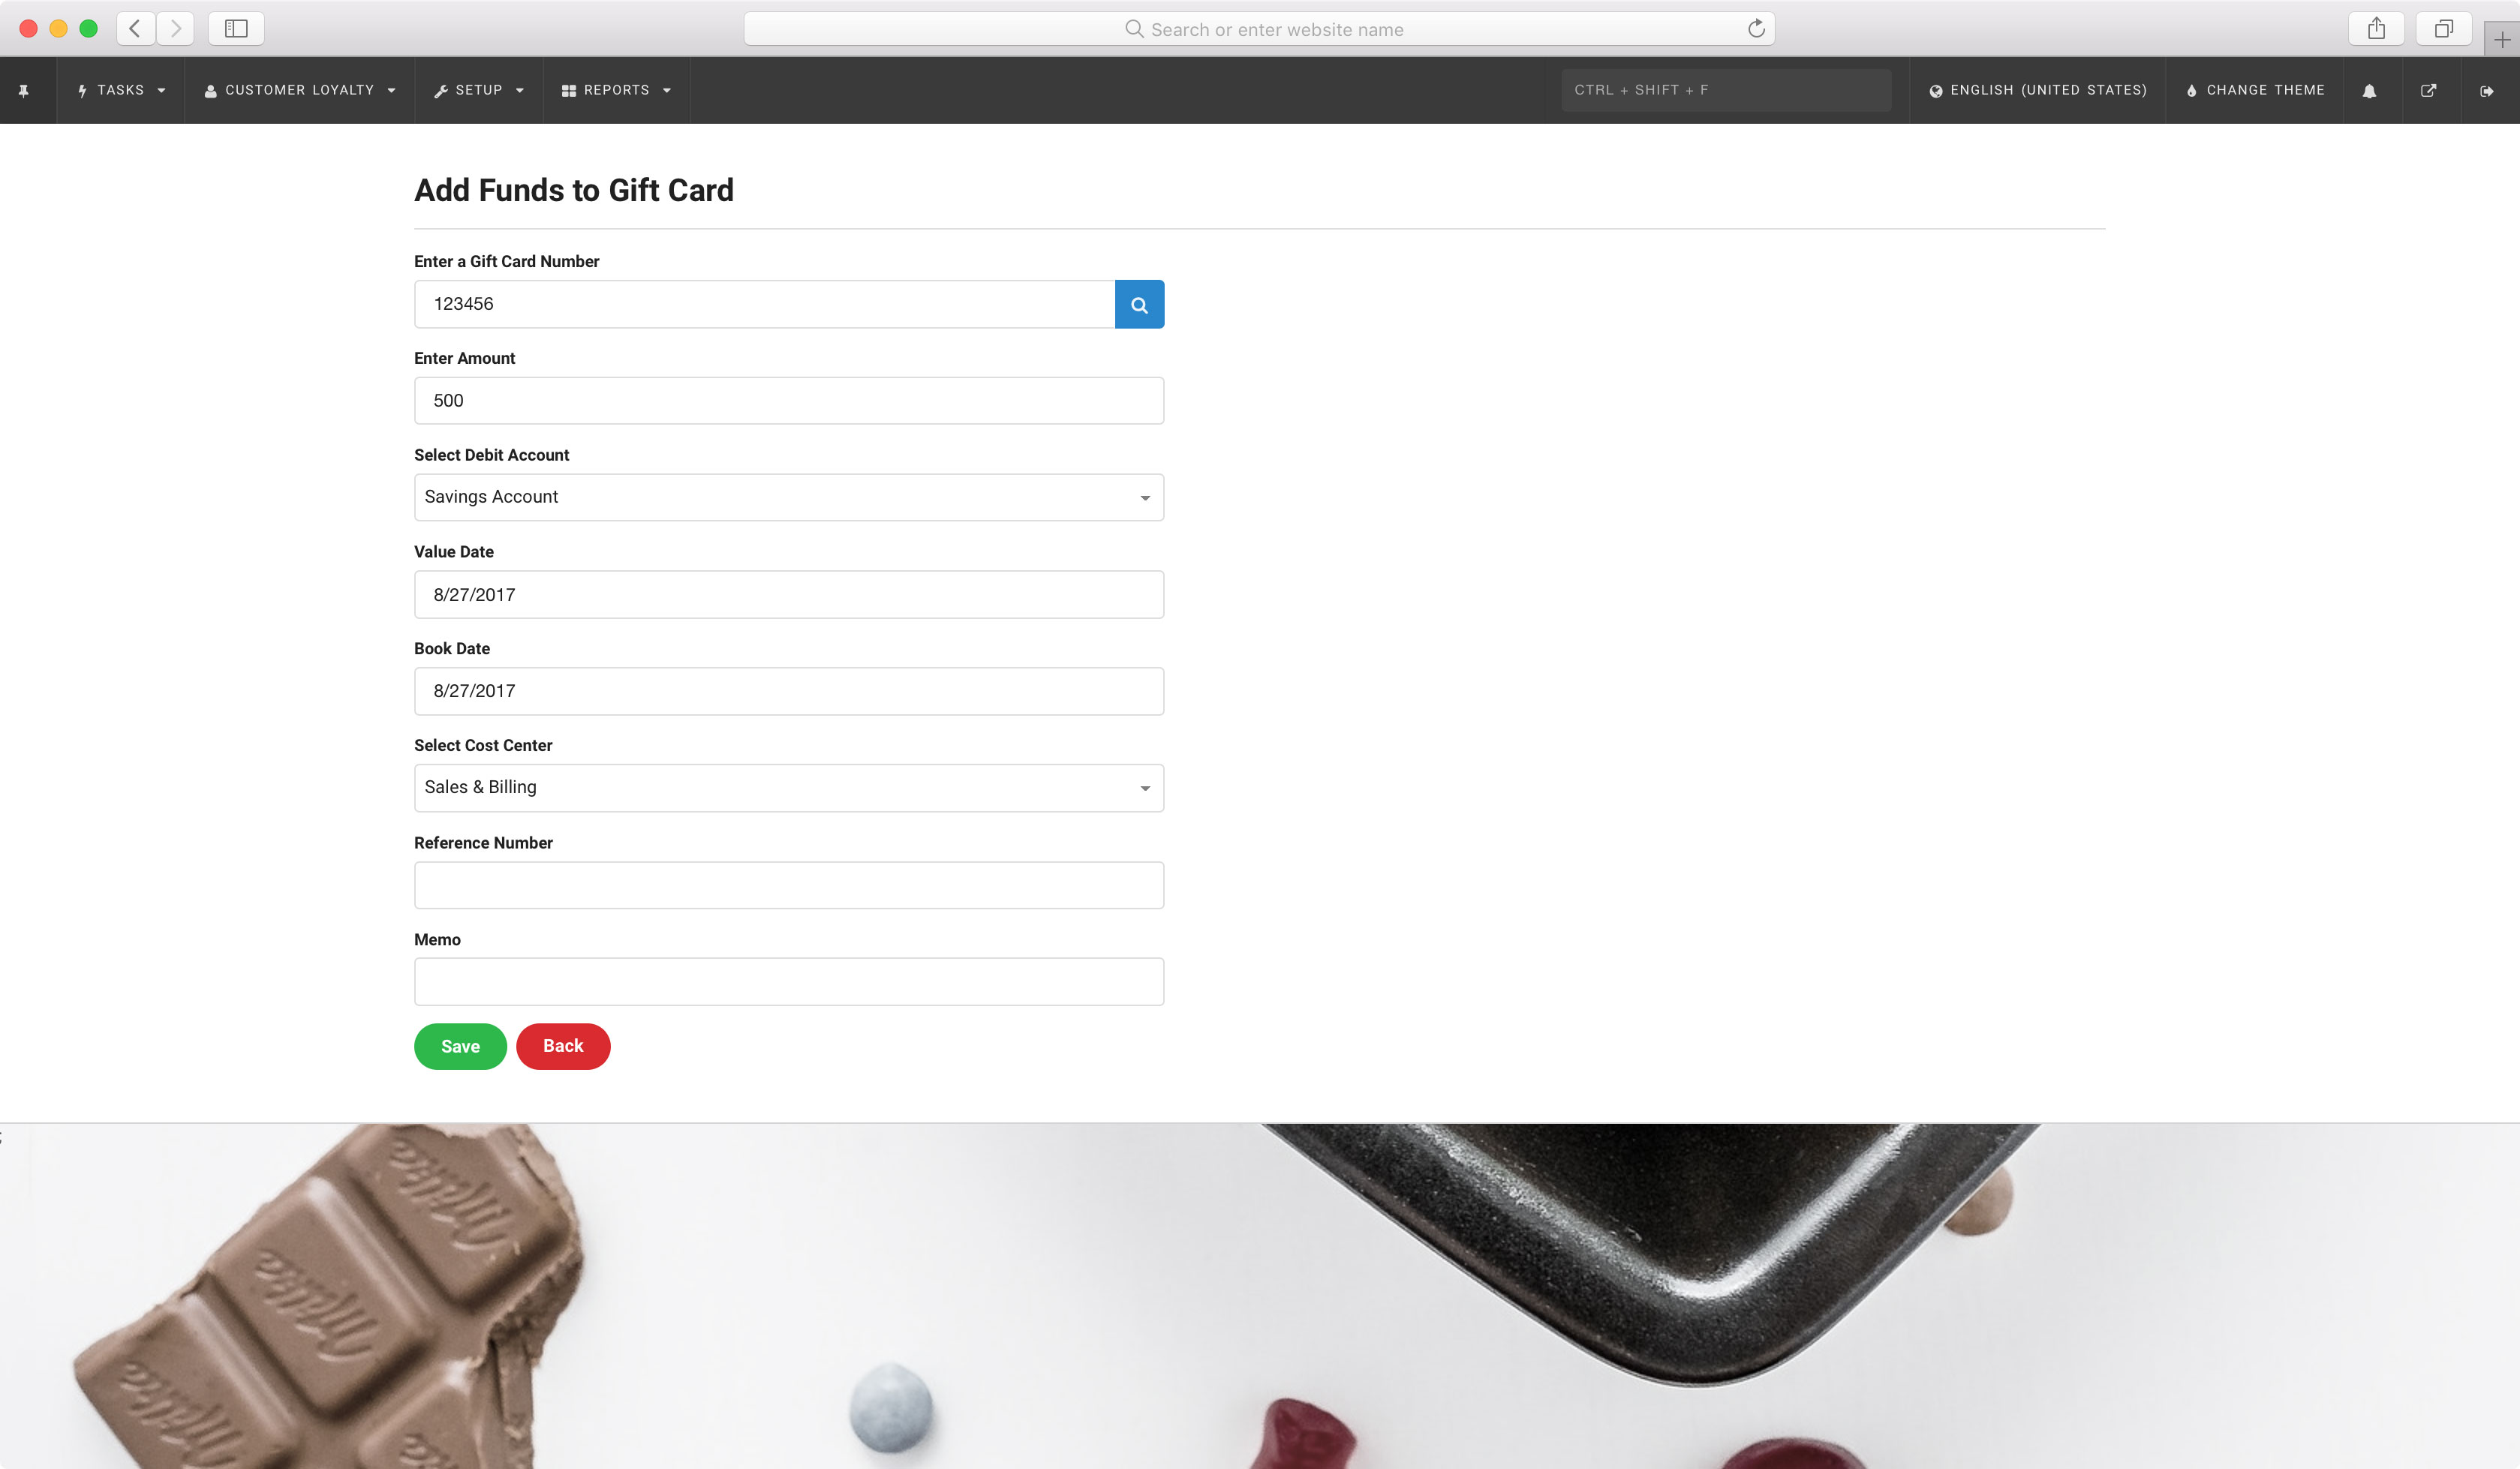 Search or enter website name
TASKS CUSTOMER LOYALTY SETUP REPORTS CTRL + SHIFT + F ENGLISH (UNITED STATES) CHANGE THEME
Add Funds to Gift Card
Enter a Gift Card Number
123456
Enter Amount
500
Select Debit Account
Savings Account
Value Date
8/27/2017
Book Date
8/27/2017
Select Cost Center
Sales & Billing
Reference Number
Memo
Save Back
Milka
Milka
Milka